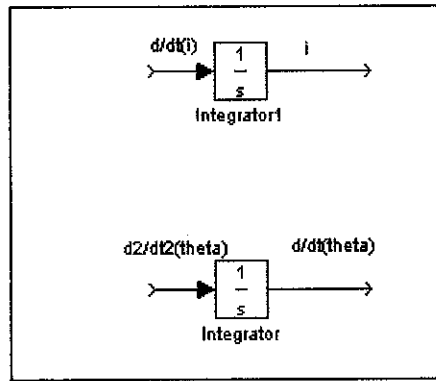 d/dt(i)
i
1
s
Integrator1
d2/dt2(theta)
d/dt(theta)
1
s
Integrator